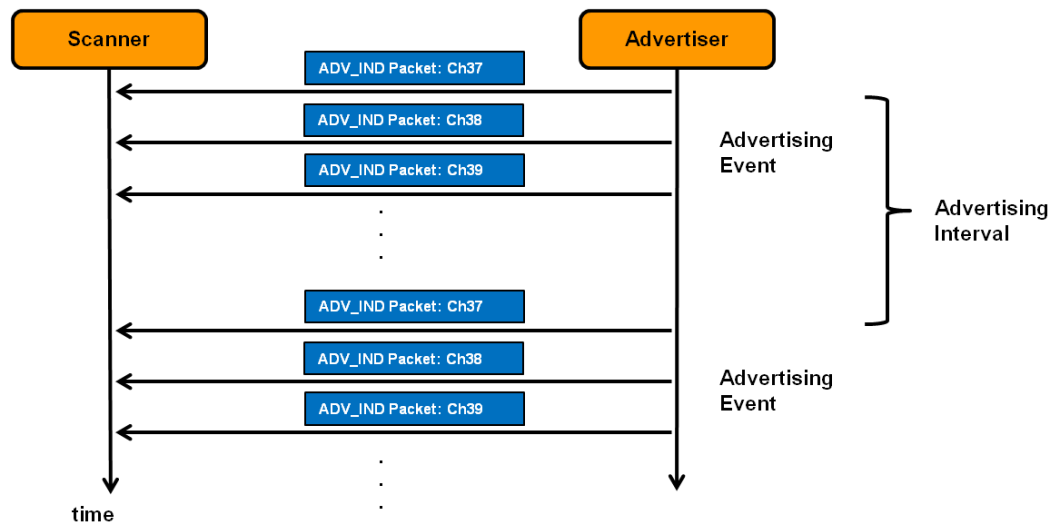 Scanner
Advertiser
ADV_IND Packet: Ch37
ADV_IND Packet: Ch38
ADV_IND Packet: Ch39
Advertising
Event
Advertising
Interval
ADV_IND Packet: Ch37
ADV_IND Packet: Ch38
ADV_IND Packet: Ch39
Advertising
Event
time